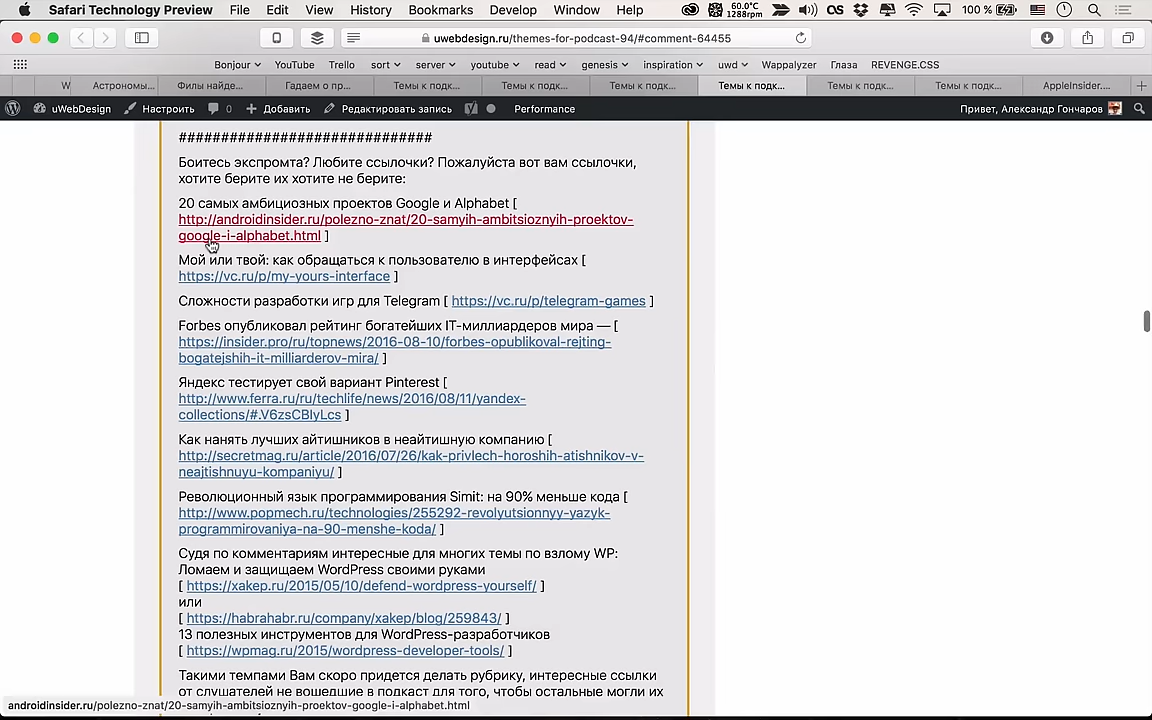 Safari Technology Preview File Edit View History Bookmarks Develop Window Help 60.0°C 1288rpm 100 %
uwebdesign.ru/themes-for-podcast-94/#comment-64455
Bonjour YouTube Trello sort server youtube read genesis inspiration uwd Wappalyzer Глаза REVENGE.CSS
W Астрономы... Филы найде... Гадаем о пр... Темы к подк... Темы к подк... Темы к подк... Темы к подк... Темы к подк... Темы к подк... AppleInsider....
uWebDesign Настроить 0 Добавить Редактировать запись Performance Привет, Александр Гончаров
##############################
Боитесь экспромта? Любите ссылочки? Пожалуйста вот вам ссылочки,
хотите берите их хотите не берите:
20 самых амбициозных проектов Google и Alphabet [
http://androidinsider.ru/polezno-znat/20-samyih-ambitsioznyih-proektov-
google-i-alphabet.html ]
Мой или твой: как обращаться к пользователю в интерфейсах [
https://vc.ru/p/my-yours-interface ]
Сложности разработки игр для Telegram [ https://vc.ru/p/telegram-games ]
Forbes опубликовал рейтинг богатейших IT-миллиардеров мира — [
https://insider.pro/ru/topnews/2016-08-10/forbes-opublikoval-rejting-
bogatejshih-it-milliarderov-mira/ ]
Яндекс тестирует свой вариант Pinterest [
http://www.ferra.ru/ru/techlife/news/2016/08/11/yandex-
collections/#.V6zsCBIyLcs ]
Как нанять лучших айтишников в неайтишную компанию [
http://secretmag.ru/article/2016/07/26/kak-privlech-horoshih-atishnikov-v-
neajtishnuyu-kompaniyu/ ]
Революционный язык программирования Simit: на 90% меньше кода [
http://www.popmech.ru/technologies/255292-revolyutsionnyy-yazyk-
programmirovaniya-na-90-menshe-koda/ ]
Судя по комментариям интересные для многих темы по взлому WP:
Ломаем и защищаем WordPress своими руками
[ https://xakep.ru/2015/05/10/defend-wordpress-yourself/ ]
или
[ https://habrahabr.ru/company/xakep/blog/259843/ ]
13 полезных инструментов для WordPress-разработчиков
[ https://wpmag.ru/2015/wordpress-developer-tools/ ]
Такими темпами Вам скоро придется делать рубрику, интересные ссылки
от слушателей не вошедшие в подкаст для того, чтобы остальные могли их
androidinsider.ru/polezno-znat/20-samyih-ambitsioznyih-proektov-google-i-alphabet.html